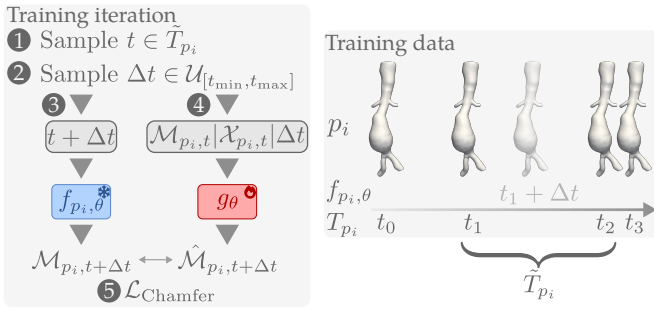 Training iteration
1 Sample t ∈ T̃_{p_i}
2 Sample Δt ∈ 𝒰_{[t_min, t_max]}
3 4
t + Δt
ℳ_{p_i,t}|𝒳_{p_i,t}|Δt
f_{p_i,θ}
g_θ
ℳ_{p_i,t+Δt} ↔ ℳ̂_{p_i,t+Δt}
5 ℒ_Chamfer
Training data
p_i
f_{p_i,θ} t_1 + Δt
T_{p_i} t_0 t_1 t_2 t_3
T̃_{p_i}